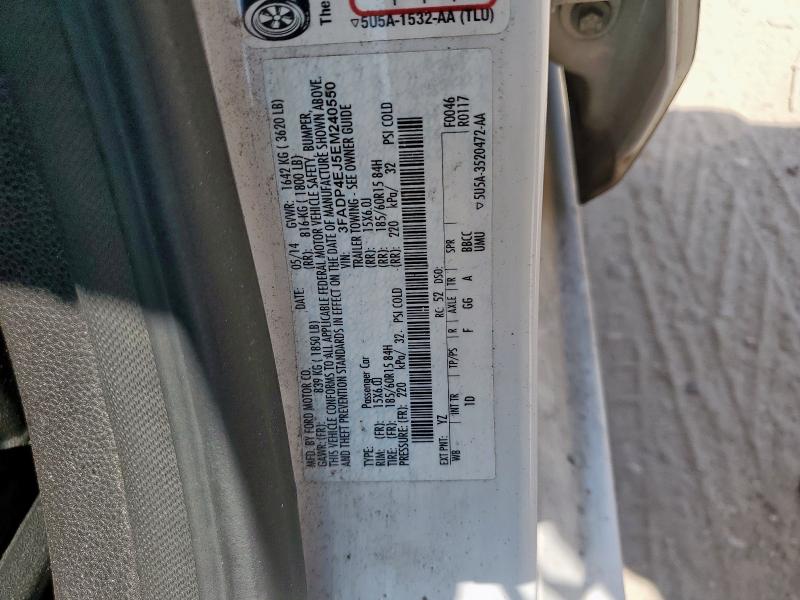 The
▽5U5A-1532-AA (TLU)
MFD. BY FORD MOTOR CO.
DATE: 05/14 GVWR: 1642 KG ( 3620 LB)
GAWR: (FR): 839 KG ( 1850 LB) (RR): 816-KG ( 1800 LB)
THIS VEHICLE CONFORMS TO ALL APPLICABLE FEDERAL MOTOR VEHICLE SAFETY, BUMPER,
AND THEFT PREVENTION STANDARDS IN EFFECT ON THE DATE OF MANUFACTURE SHOWN ABOVE.
VIN: 3FADP4EJ5EM240550
TYPE: Passenger Car TRAILER TOWING - SEE OWNER GUIDE
RIM: (FR) 15X6.0J (RR): 15X6.0J
TIRE: (FR) 185/60R15 84H (RR): 185/60R15 84H
PRESSURE: (FR): 220 kPa/ 32 PSI COLD (RR): 220 kPa/ 32 PSI COLD
EXT PNT: YZ RC: 52 DSO: F0046
WB INT TR TP/PS R AXLE TR SPR R0117
1D F GG A BBCC
UMU
▽5U5A-3520472-AA